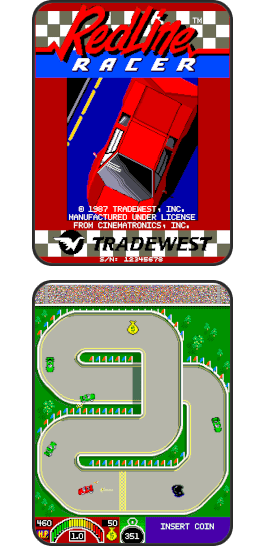 RedLine TM
RACER
© 1987 TRADEWEST, INC.
MANUFACTURED UNDER LICENSE
FROM CINEMATRONICS, INC.
TRADEWEST
S/N: 12345678
460 50
H.P. 1.0 351
INSERT COIN